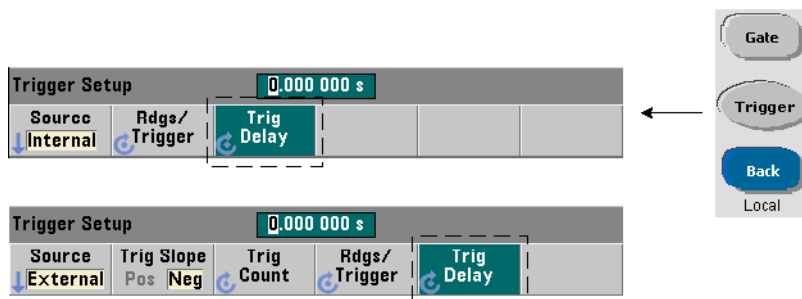 Gate
Trigger
Back
Local
Trigger Setup 0.000 000 s
Source Rdgs/ Trig
Internal Trigger Delay
Trigger Setup 0.000 000 s
Source Trig Slope Trig Rdgs/ Trig
External Pos Neg Count Trigger Delay